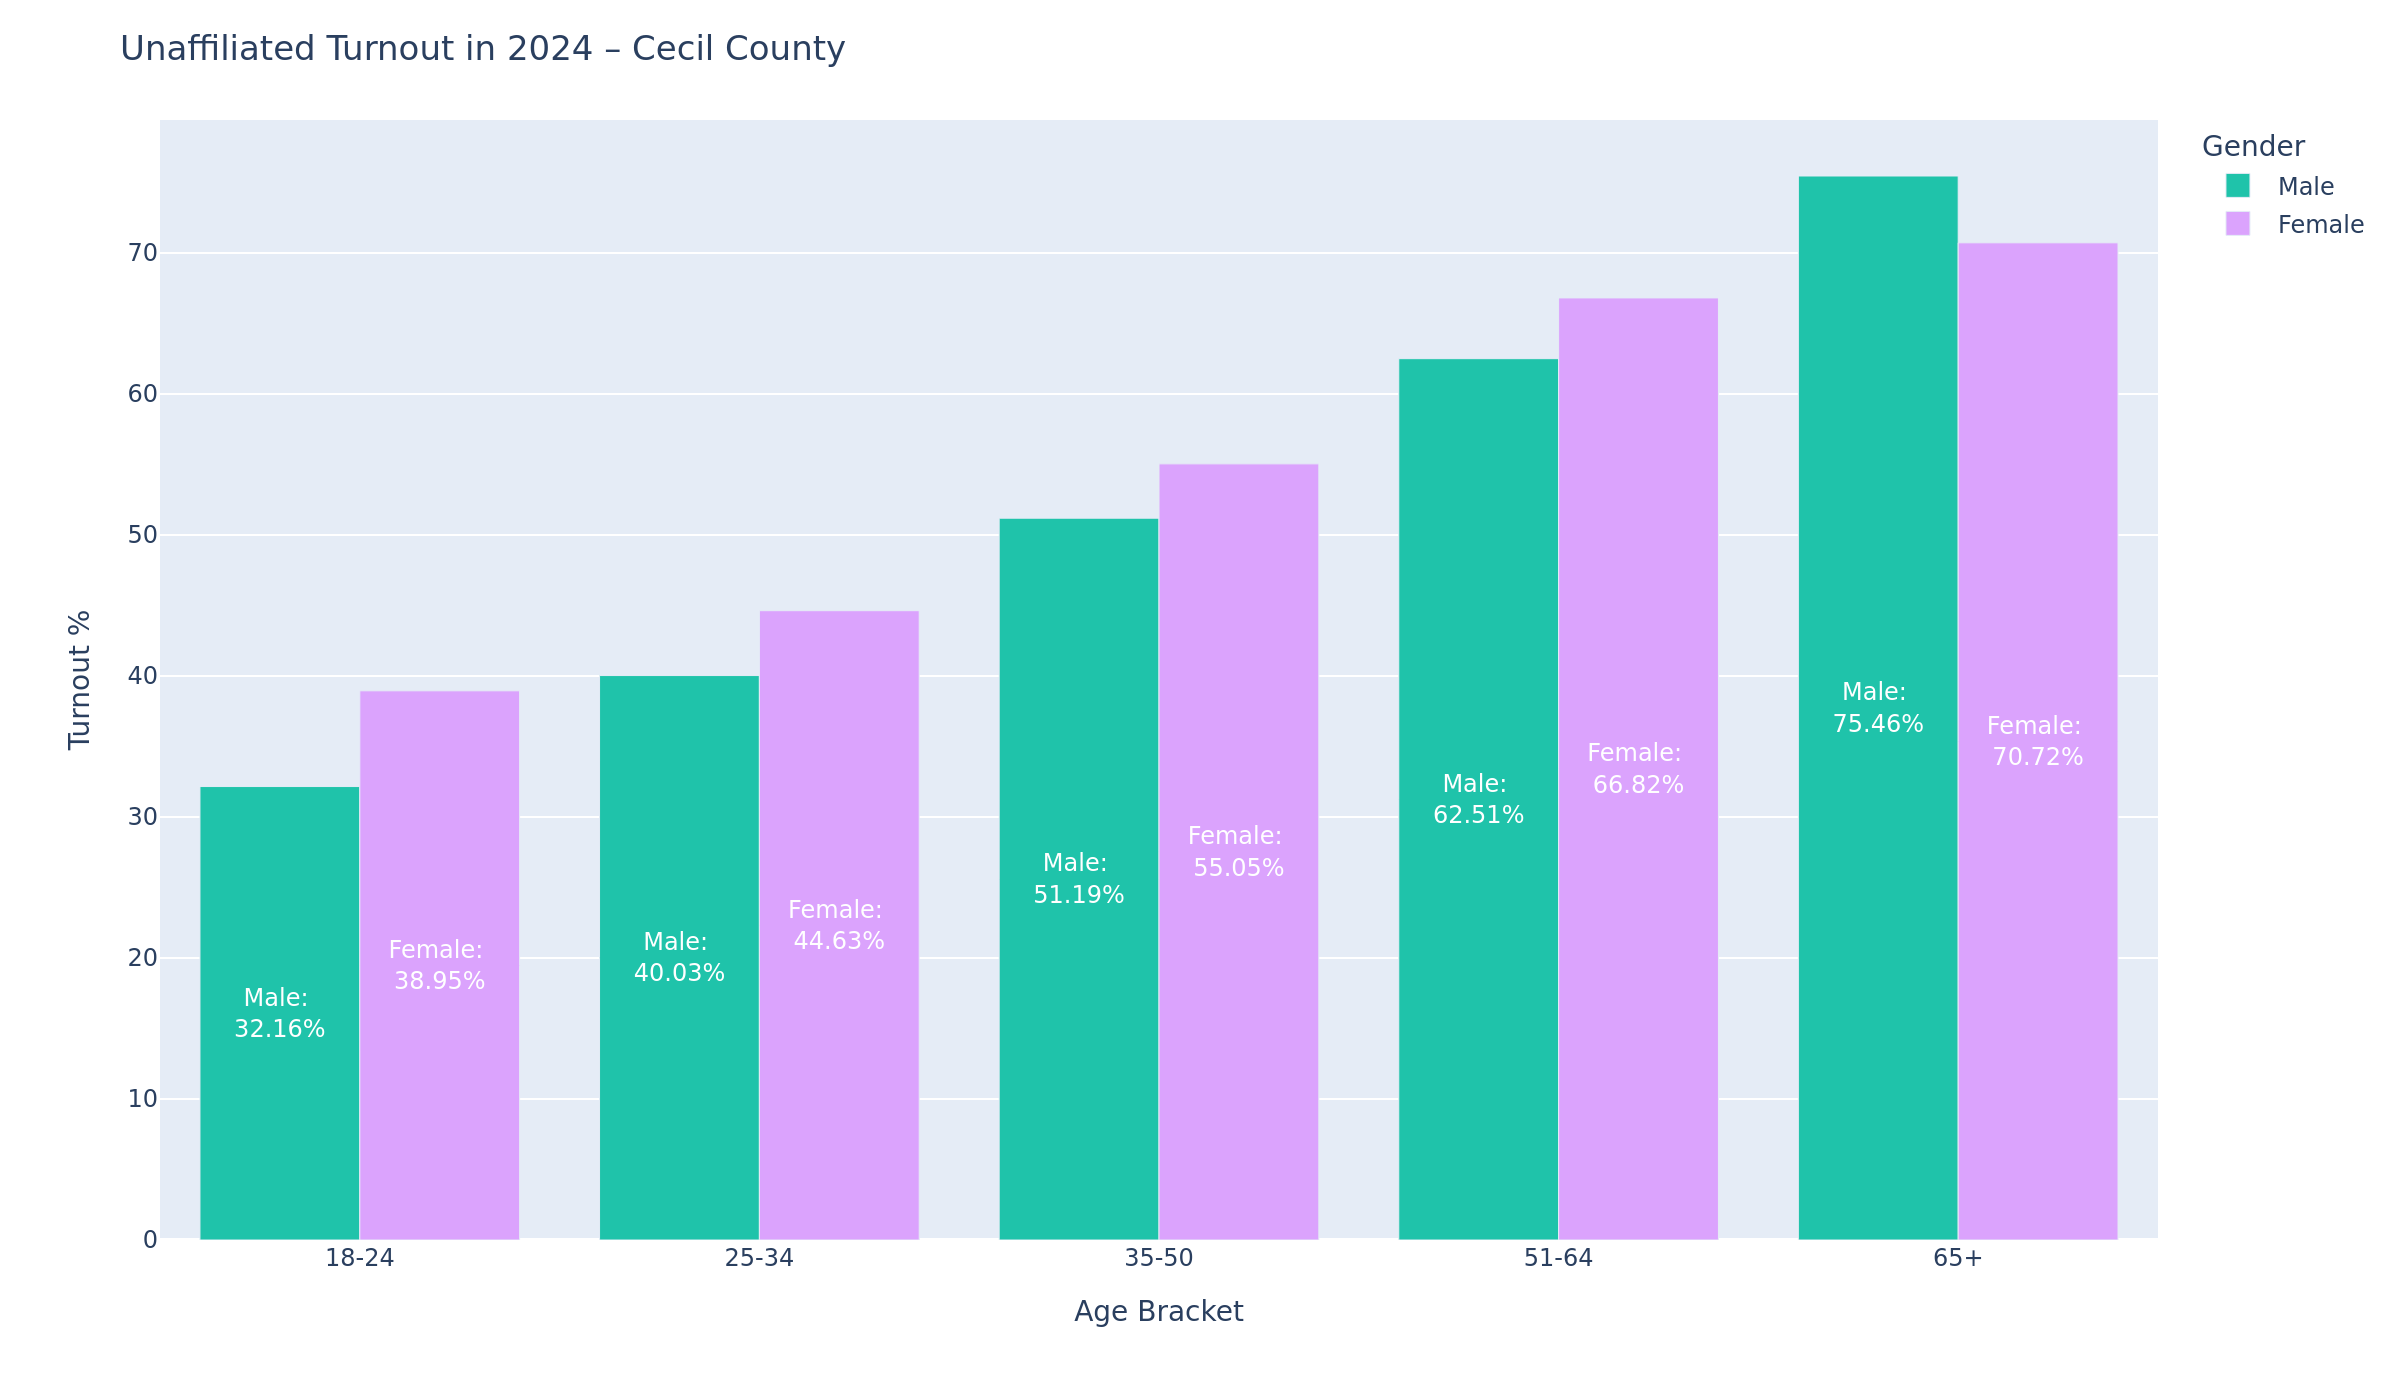 Unaffiliated Turnout in 2024 – Cecil County
Gender
Male
Female
Turnout %
70
60
50
40
30
20
10
0
Male:
32.16%
Female:
38.95%
Male:
40.03%
Female:
44.63%
Male:
51.19%
Female:
55.05%
Male:
62.51%
Female:
66.82%
Male:
75.46%
Female:
70.72%
18-24
25-34
35-50
51-64
65+
Age Bracket